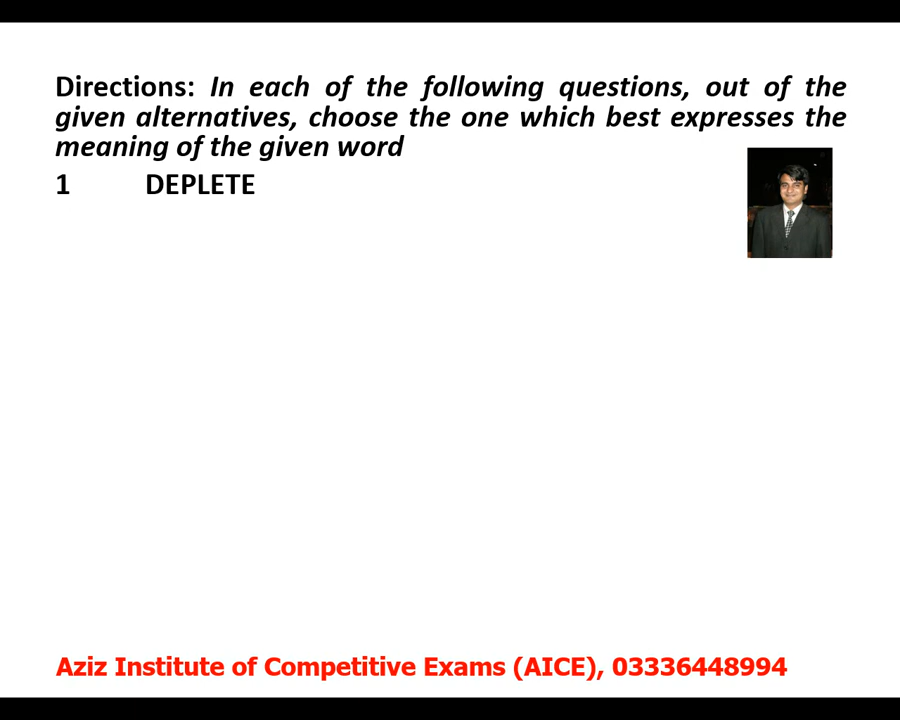 Directions: In each of the following questions, out of the
given alternatives, choose the one which best expresses the
meaning of the given word
1 DEPLETE
Aziz Institute of Competitive Exams (AICE), 03336448994